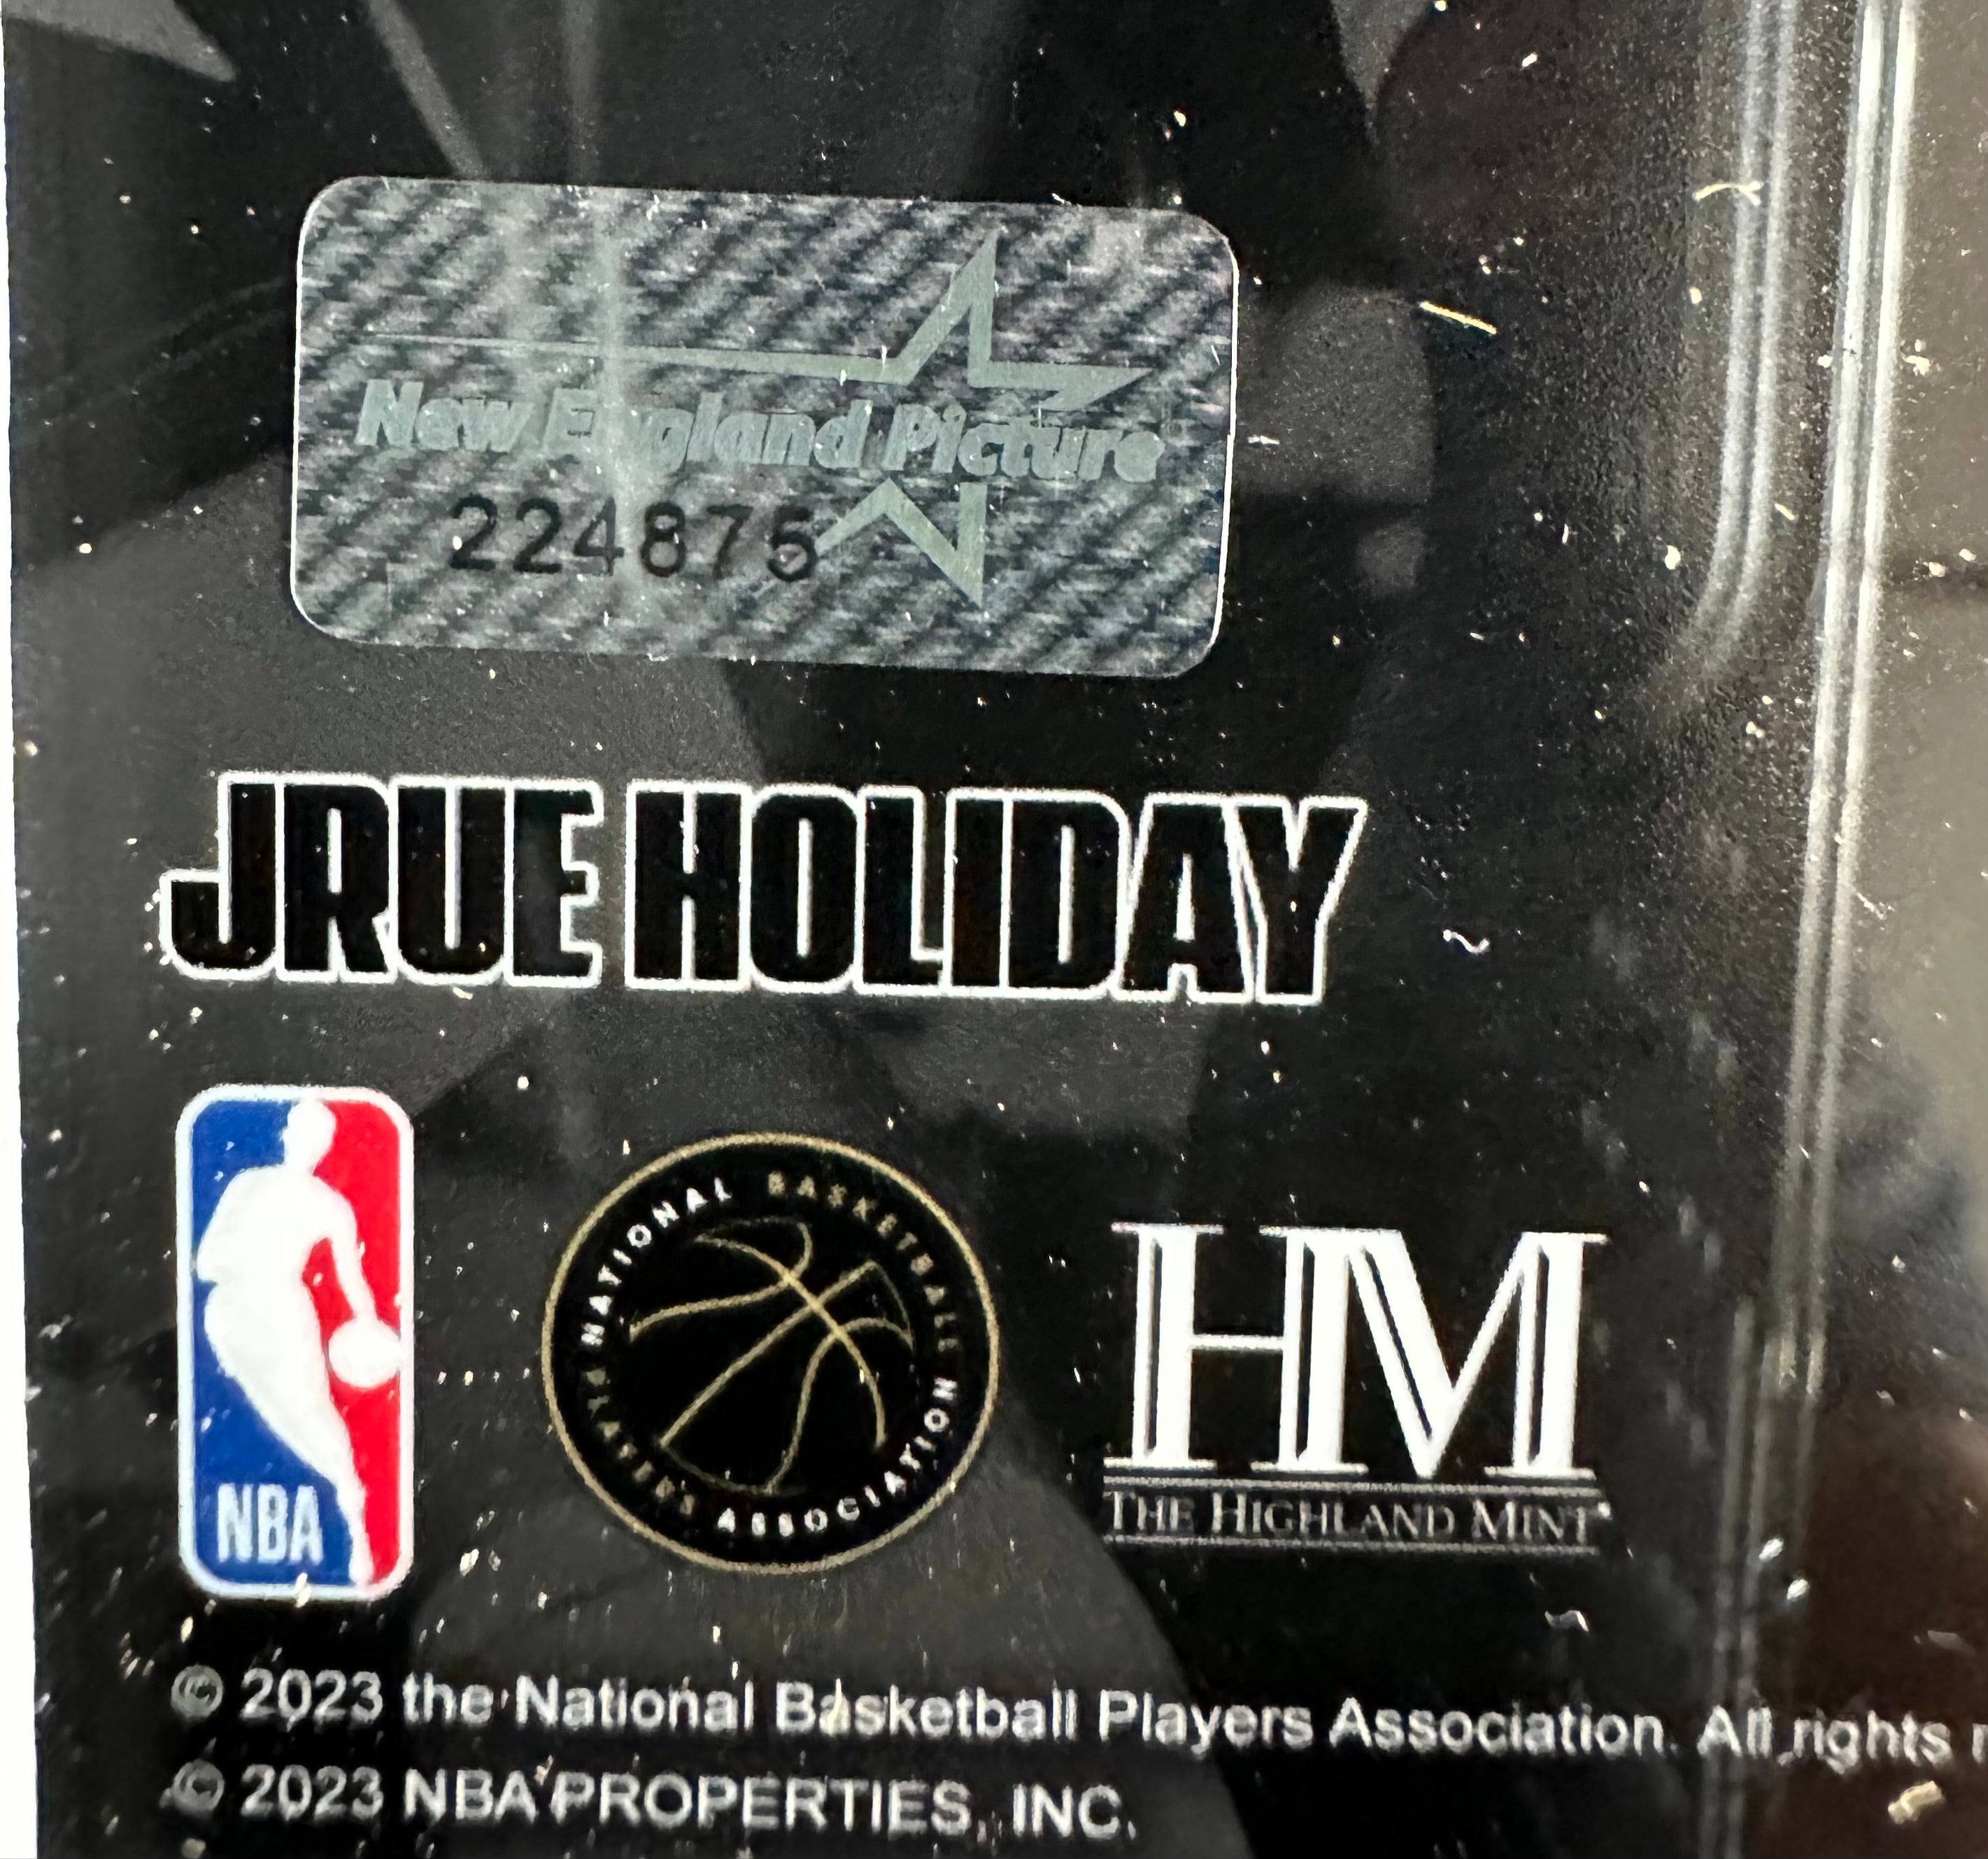 New England Picture
224875
JRUE HOLIDAY
NBA
NATIONAL BASKETBALL
PLAYERS ASSOCIATION
HM
THE HIGHLAND MINT
© 2023 the National Basketball Players Association. All rights
© 2023 NBA PROPERTIES, INC.